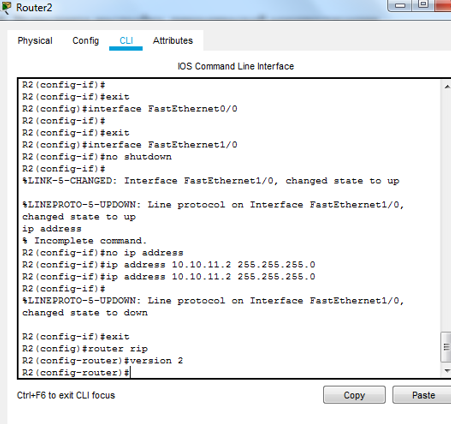 Router2
Physical Config CLI Attributes
IOS Command Line Interface
R2(config-if)#
R2(config-if)#exit
R2(config)#interface FastEthernet0/0
R2(config-if)#
R2(config-if)#exit
R2(config)#interface FastEthernet1/0
R2(config-if)#no shutdown
R2(config-if)#
%LINK-5-CHANGED: Interface FastEthernet1/0, changed state to up
%LINEPROTO-5-UPDOWN: Line protocol on Interface FastEthernet1/0,
changed state to up
ip address
% Incomplete command.
R2(config-if)#no ip address
R2(config-if)#ip address 10.10.11.2 255.255.255.0
R2(config-if)#ip address 10.10.11.2 255.255.255.0
R2(config-if)#
%LINEPROTO-5-UPDOWN: Line protocol on Interface FastEthernet1/0,
changed state to down
R2(config-if)#exit
R2(config)#router rip
R2(config-router)#version 2
R2(config-router)#
Ctrl+F6 to exit CLI focus
Copy Paste